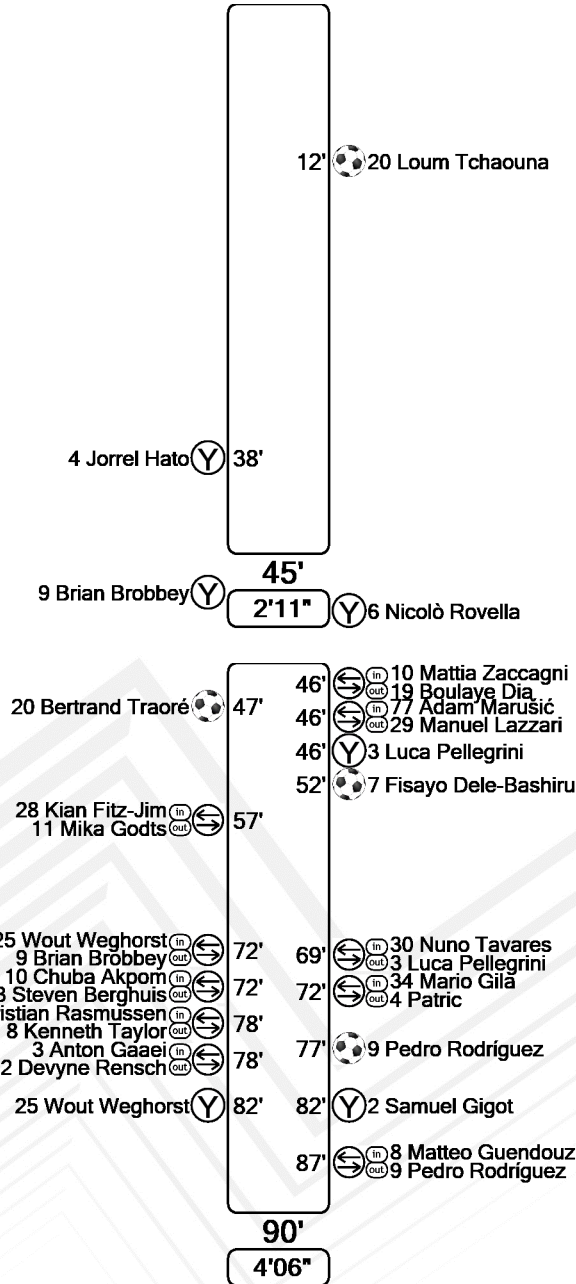 12' 20 Loum Tchaouna
4 Jorrel Hato Y 38'
45'
9 Brian Brobbey Y
2'11"
Y 6 Nicolò Rovella
46' in 10 Mattia Zaccagni
out 19 Boulaye Dia
20 Bertrand Traoré 47'
46' in 77 Adam Marušić
out 29 Manuel Lazzari
46' Y 3 Luca Pellegrini
52' 7 Fisayo Dele-Bashiru
28 Kian Fitz-Jim in
11 Mika Godts out 57'
25 Wout Weghorst in
9 Brian Brobbey out 72'
69' in 30 Nuno Tavares
out 3 Luca Pellegrini
10 Chuba Akpom in
3 Steven Berghuis out 72'
72' in 34 Mario Gila
out 4 Patric
istian Rasmussen in
8 Kenneth Taylor out 78'
3 Anton Gaaei in
2 Devyne Rensch out 78'
77' 9 Pedro Rodríguez
25 Wout Weghorst Y 82'
82' Y 2 Samuel Gigot
87' in 8 Matteo Guendouz
out 9 Pedro Rodríguez
90'
4'06"